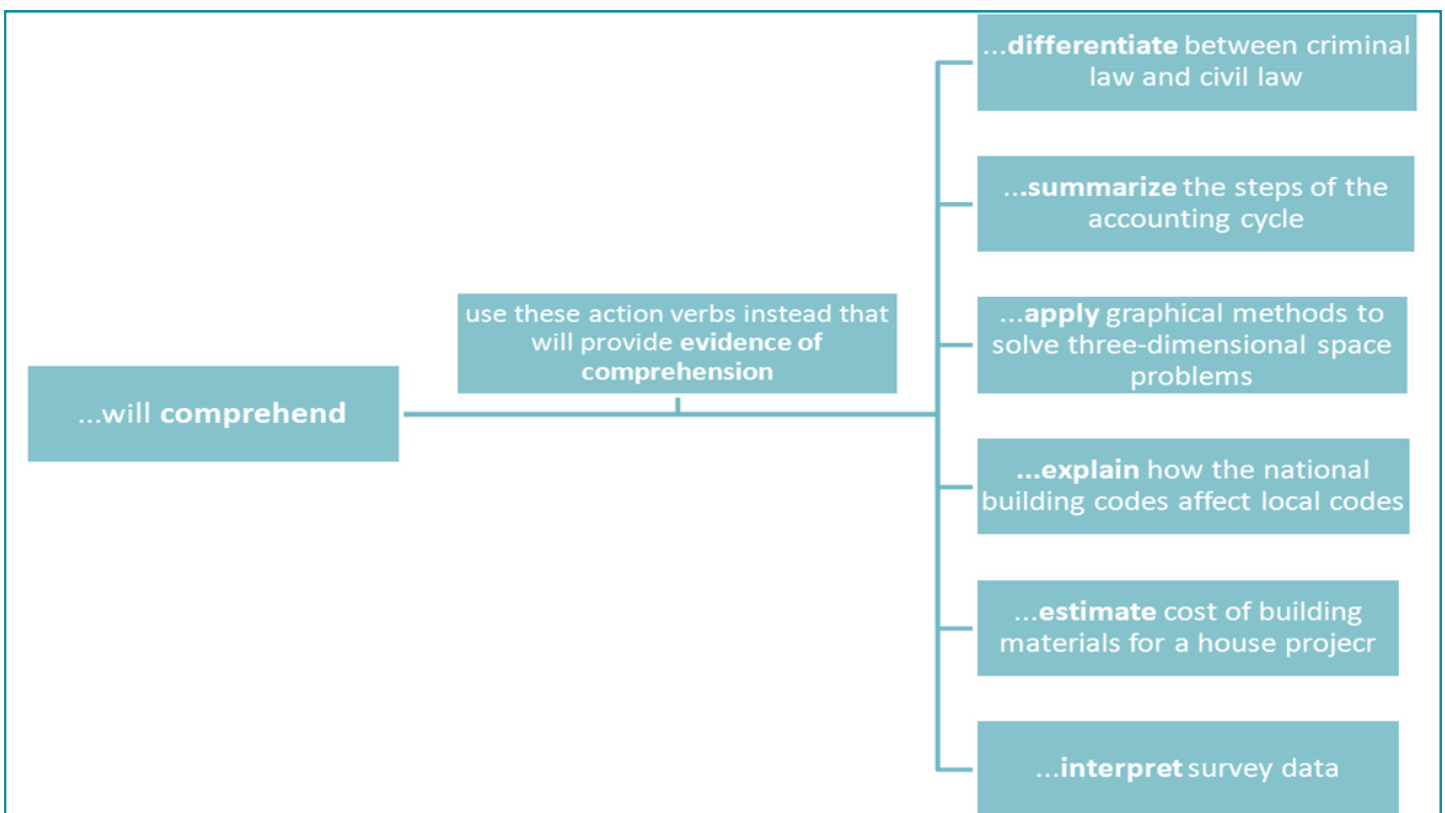 ...will comprehend
use these action verbs instead that
will provide evidence of
comprehension
...differentiate between criminal
law and civil law
...summarize the steps of the
accounting cycle
...apply graphical methods to
solve three-dimensional space
problems
...explain how the national
building codes affect local codes
...estimate cost of building
materials for a house projecr
...interpret survey data